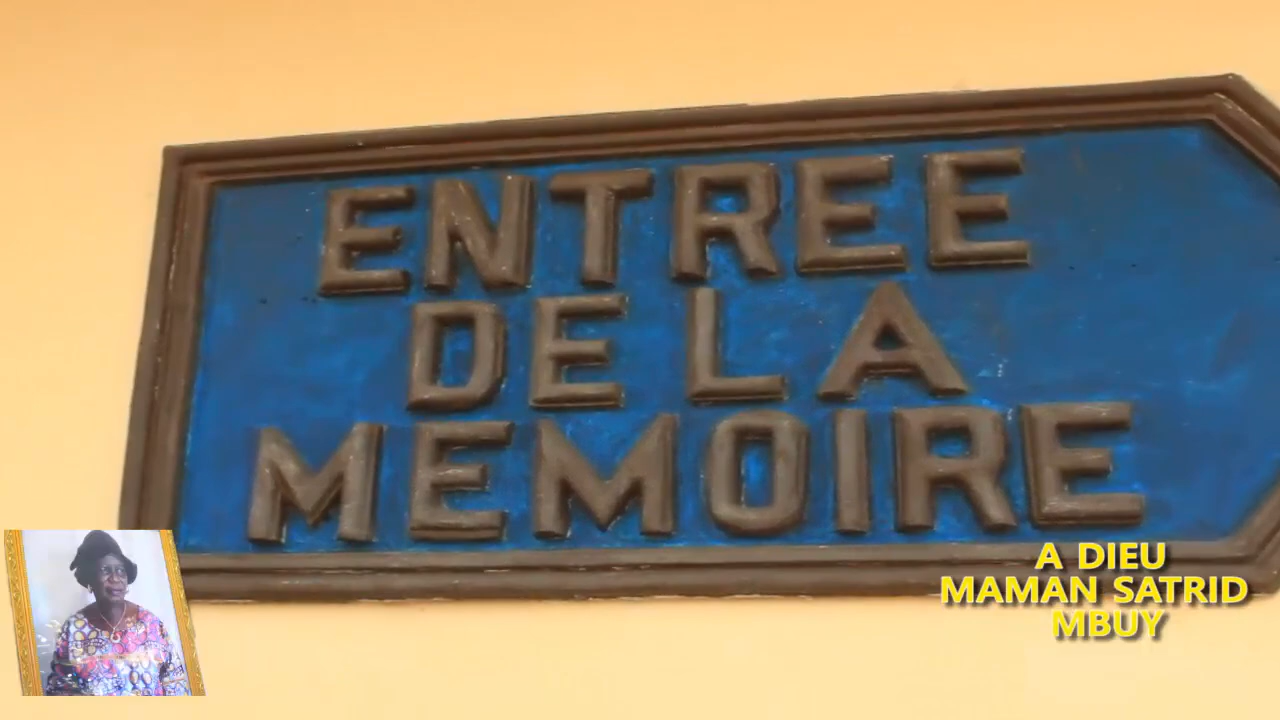 ENTREE
DE LA
MEMOIRE
A DIEU
MAMAN SATRID
MBUY